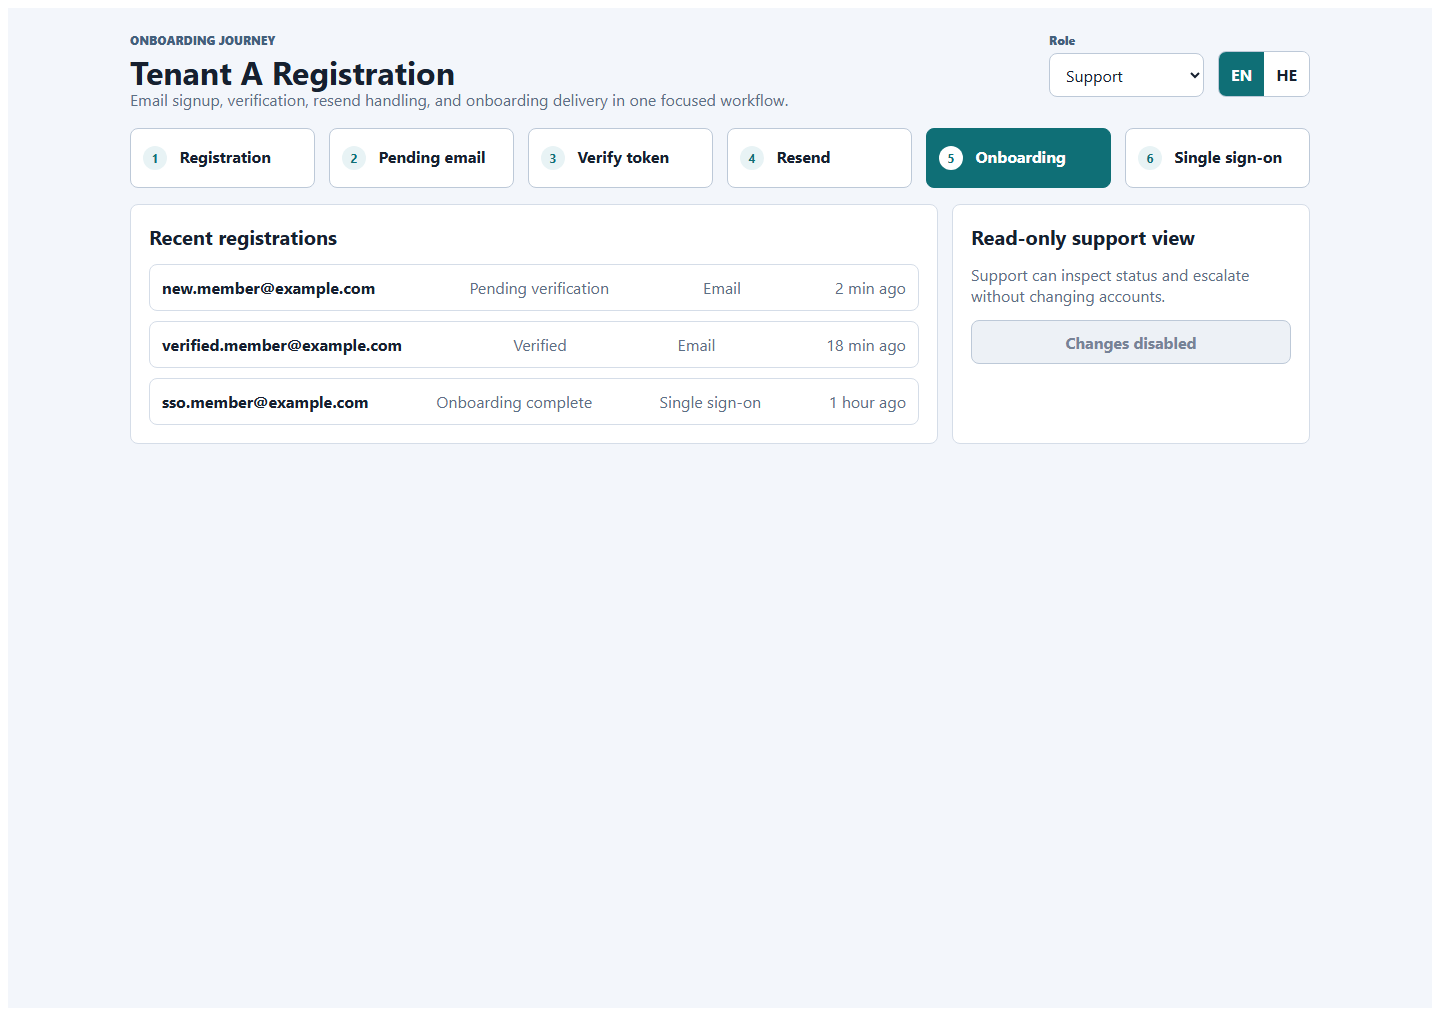 ONBOARDING JOURNEY
Tenant A Registration
Email signup, verification, resend handling, and onboarding delivery in one focused workflow.
Role
Support
EN HE
1 Registration
2 Pending email
3 Verify token
4 Resend
5 Onboarding
6 Single sign-on
Recent registrations
new.member@example.com Pending verification Email 2 min ago
verified.member@example.com Verified Email 18 min ago
sso.member@example.com Onboarding complete Single sign-on 1 hour ago
Read-only support view
Support can inspect status and escalate
without changing accounts.
Changes disabled